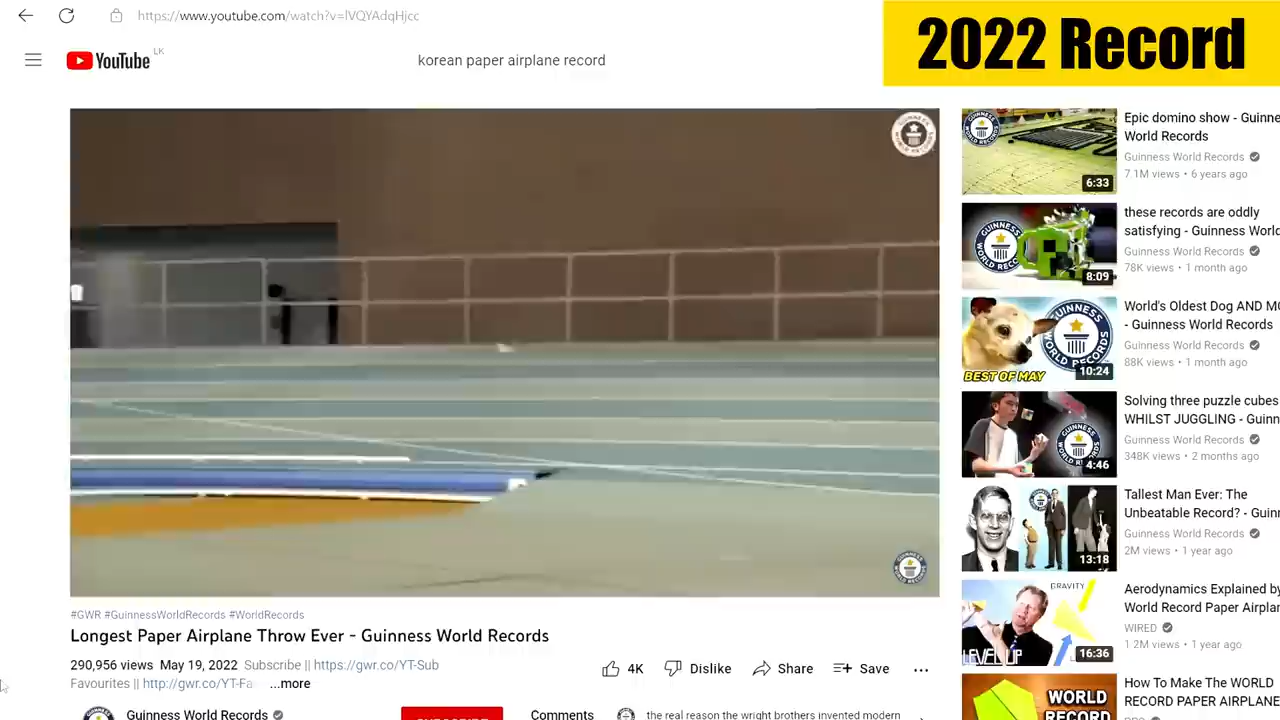 https://www.youtube.com/watch?v=lVQYAdqHjcc
2022 Record
YouTube LK
korean paper airplane record
#GWR #GuinnessWorldRecords #WorldRecords
Longest Paper Airplane Throw Ever - Guinness World Records
290,956 views May 19, 2022 Subscribe || https://gwr.co/YT-Sub
Favourites || http://gwr.co/YT-Fa ...more
4K Dislike Share Save
Guinness World Records
Comments
the real reason the wright brothers invented modern
6:33
Epic domino show - Guinne
World Records
Guinness World Records
7.1M views • 6 years ago
8:09
these records are oddly
satisfying - Guinness World
Guinness World Records
78K views • 1 month ago
BEST OF MAY
10:24
World's Oldest Dog AND MO
- Guinness World Records
Guinness World Records
88K views • 1 month ago
4:46
Solving three puzzle cubes
WHILST JUGGLING - Guinn
Guinness World Records
348K views • 2 months ago
13:18
Tallest Man Ever: The
Unbeatable Record? - Guinn
Guinness World Records
2M views • 1 year ago
GRAVITY
LEVEL UP
16:36
Aerodynamics Explained by
World Record Paper Airplan
WIRED
1.2M views • 1 year ago
WORLD
RECORD
How To Make The WORLD
RECORD PAPER AIRPLANE